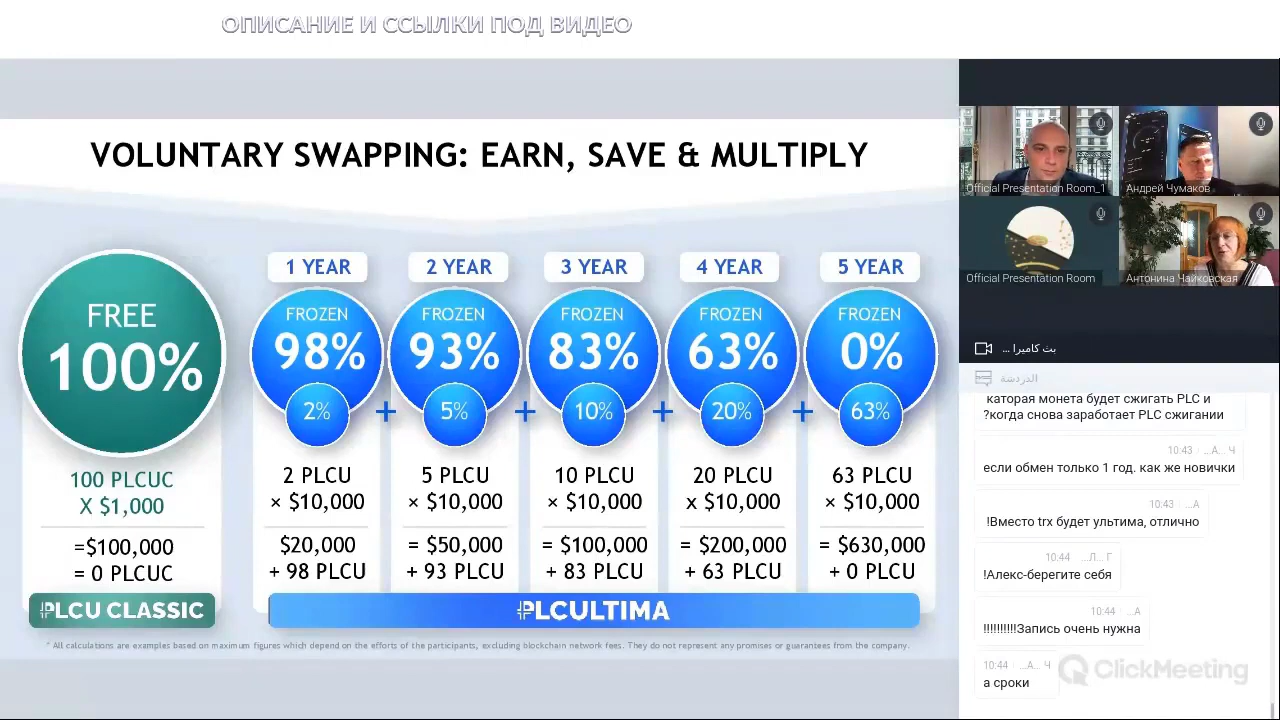 ОПИСАНИЕ И ССЫЛКИ ПОД ВИДЕО
VOLUNTARY SWAPPING: EARN, SAVE & MULTIPLY
FREE
100%
100 PLCUC
X $1,000
=$100,000
= 0 PLCUC
PLCU CLASSIC
1 YEAR
FROZEN
98%
2%
2 PLCU
× $10,000
$20,000
+ 98 PLCU
+
2 YEAR
FROZEN
93%
5%
5 PLCU
× $10,000
= $50,000
+ 93 PLCU
+
3 YEAR
FROZEN
83%
10%
10 PLCU
× $10,000
= $100,000
+ 83 PLCU
+
4 YEAR
FROZEN
63%
20%
20 PLCU
x $10,000
= $200,000
+ 63 PLCU
+
5 YEAR
FROZEN
0%
63%
63 PLCU
× $10,000
= $630,000
+ 0 PLCU
PLCULTIMA
* All calculations are examples based on maximum figures which depend on the efforts of the participants, excluding blockchain network fees. They do not represent any promises or guarantees from the company.
Official Presentation Room_1
Андрей Чумаков
Official Presentation Room
Антонина Чайковская
بث كاميرا ...
الدردشة
каторая монета будет сжигать PLC и
?когда снова заработает PLC сжигании
10:43 ...А... Ч
если обмен только 1 год. как же новички
10:43 ...А
!Вместо trx будет ультима, отлично
10:44 ...Л... Г
!Алекс-берегите себя
10:44 ...А
!!!!!!!!!!Запись очень нужна
10:44 ...А... Ч
а сроки
ClickMeeting